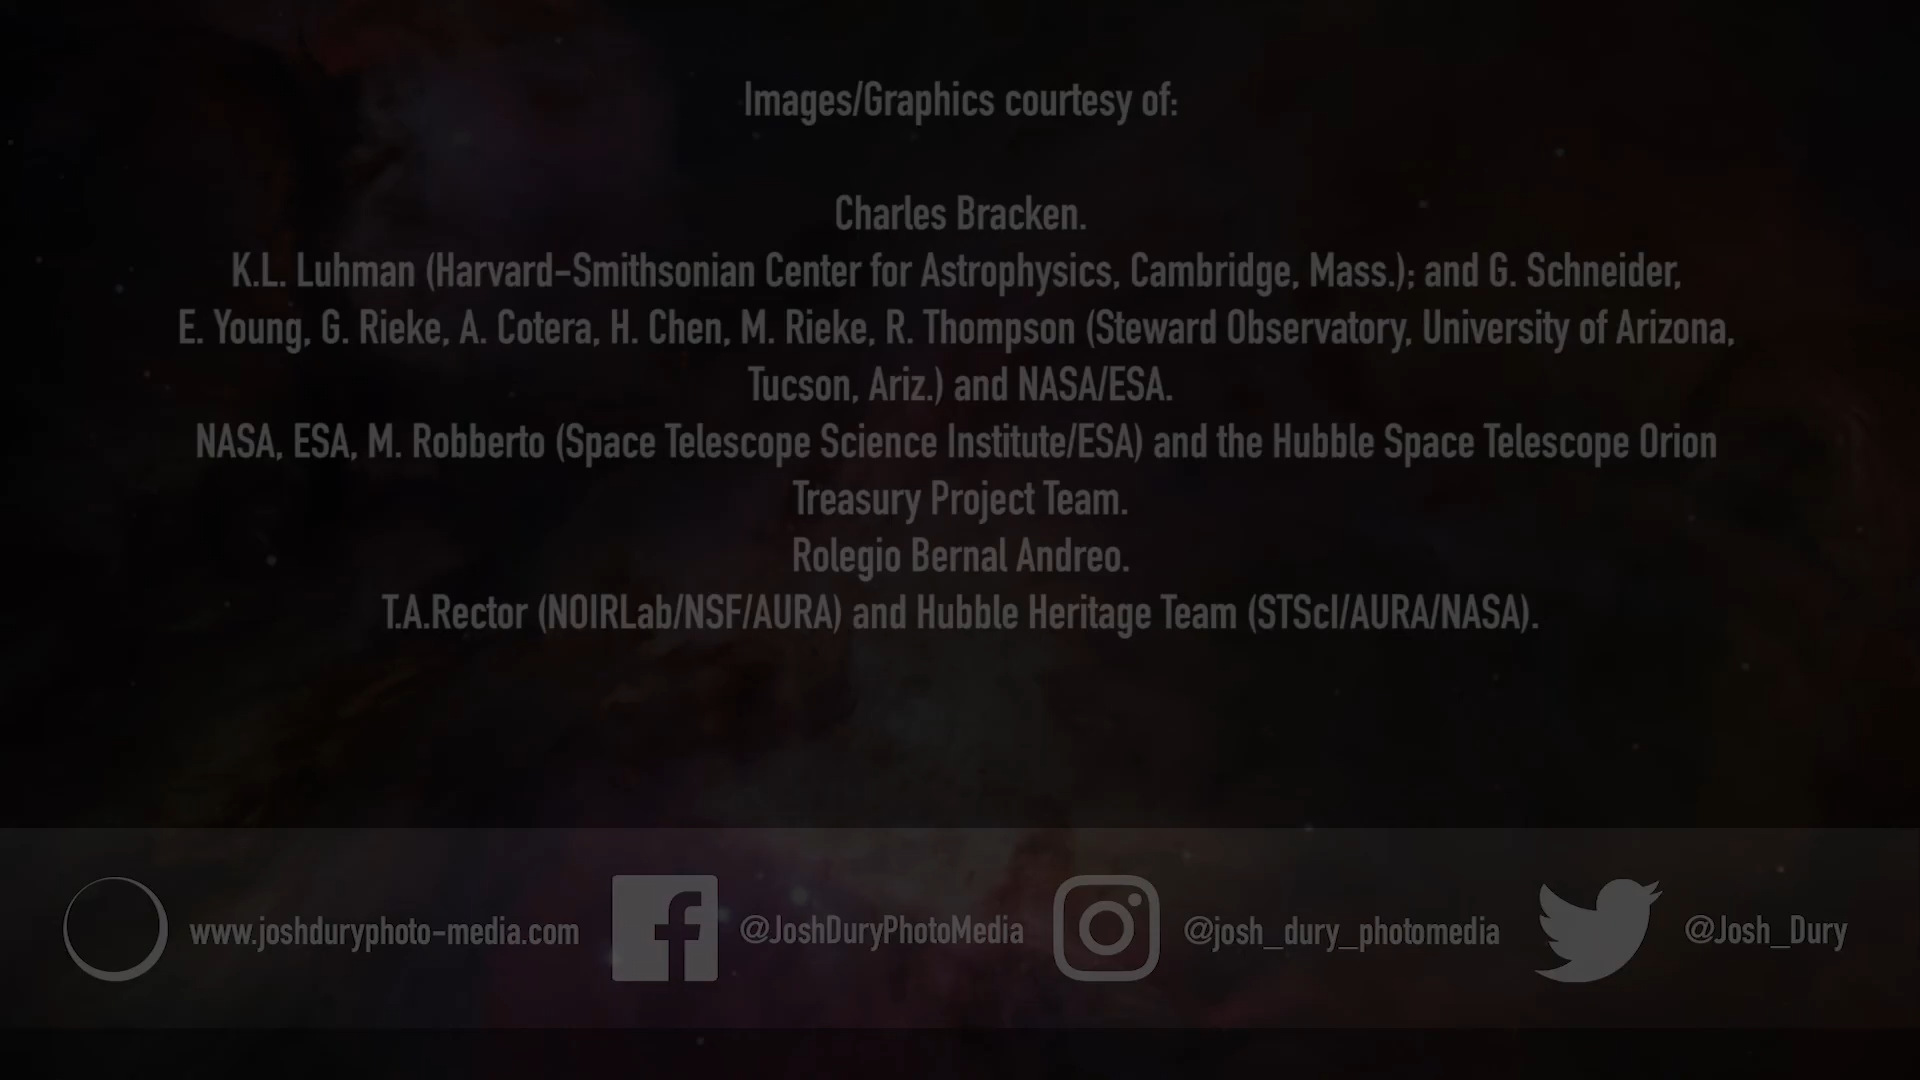 Images/Graphics courtesy of:
Charles Bracken.
K.L. Luhman (Harvard-Smithsonian Center for Astrophysics, Cambridge, Mass.); and G. Schneider,
E. Young, G. Rieke, A. Cotera, H. Chen, M. Rieke, R. Thompson (Steward Observatory, University of Arizona,
Tucson, Ariz.) and NASA/ESA.
NASA, ESA, M. Robberto (Space Telescope Science Institute/ESA) and the Hubble Space Telescope Orion
Treasury Project Team.
Rolegio Bernal Andreo.
T.A.Rector (NOIRLab/NSF/AURA) and Hubble Heritage Team (STScI/AURA/NASA).
www.joshduryphoto-media.com @JoshDuryPhotoMedia @josh_dury_photomedia @Josh_Dury